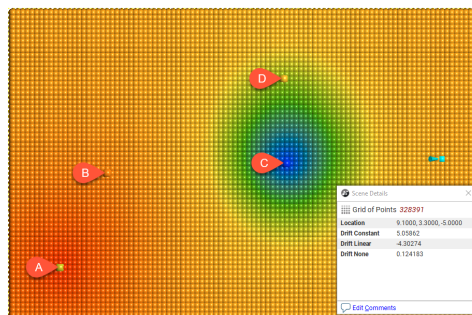 D
B
C
A
Scene Details
Grid of Points 328391
Location 9.1000, 3.3000, -5.0000
Drift Constant 5.05862
Drift Linear -4.30274
Drift None 0.124183
Edit Comments